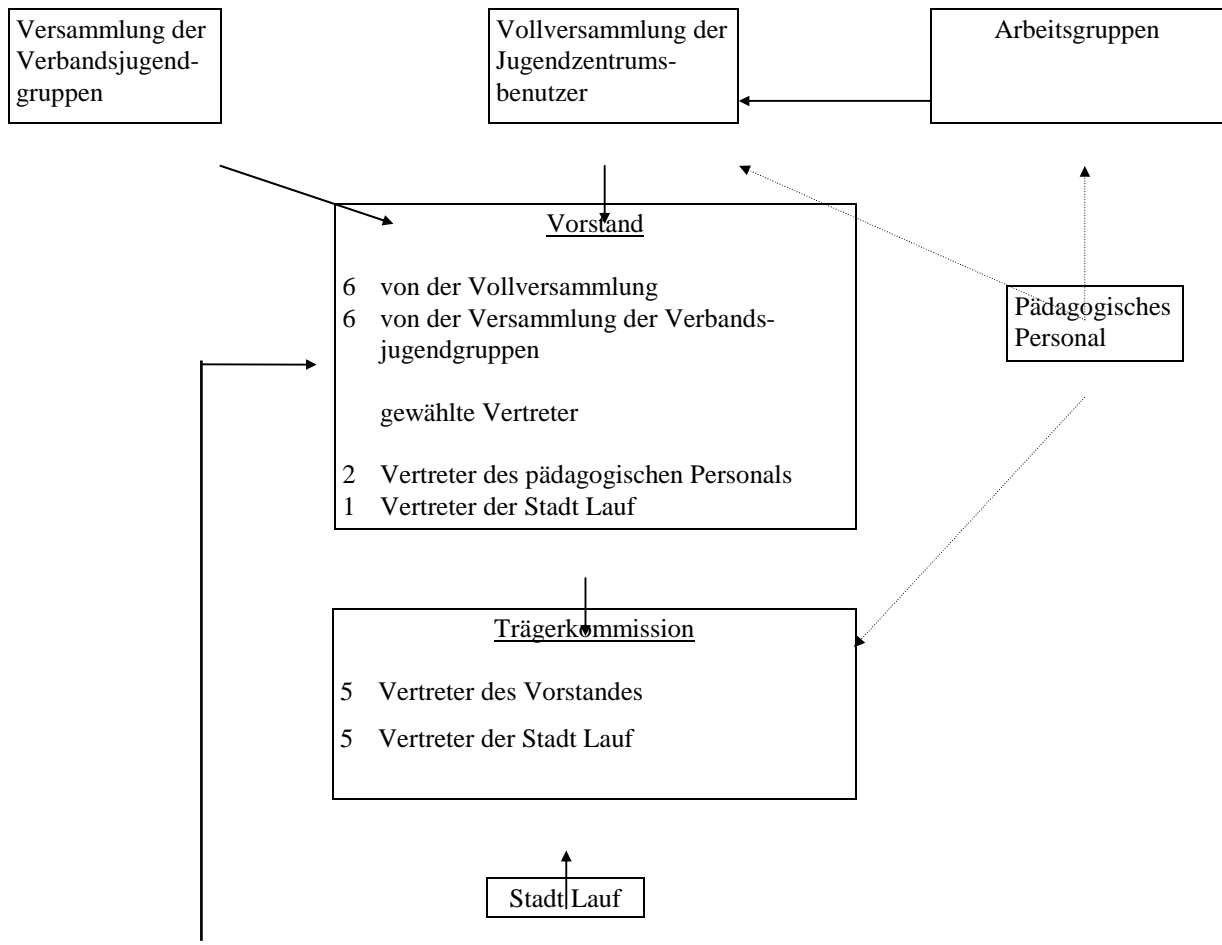 Versammlung der
Verbandsjugend-
gruppen
Vollversammlung der
Jugendzentrums-
benutzer
Arbeitsgruppen
Vorstand
6 von der Vollversammlung
6 von der Versammlung der Verbands-
jugendgruppen
gewählte Vertreter
2 Vertreter des pädagogischen Personals
1 Vertreter der Stadt Lauf
Pädagogisches
Personal
Trägerkommission
5 Vertreter des Vorstandes
5 Vertreter der Stadt Lauf
Stadt Lauf